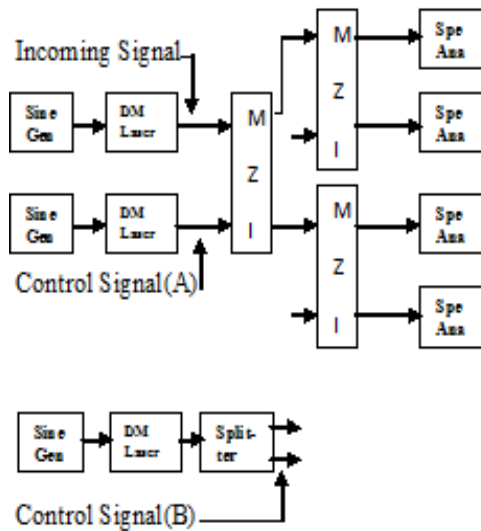 Incoming Signal
Sine
Gen
DM
Laser
M
Z
I
M
Z
I
Spe
Ana
Spe
Ana
Sine
Gen
DM
Laser
Control Signal(A)
M
Z
I
Spe
Ana
Spe
Ana
Sine
Gen
DM
Laser
Split-
ter
Control Signal(B)